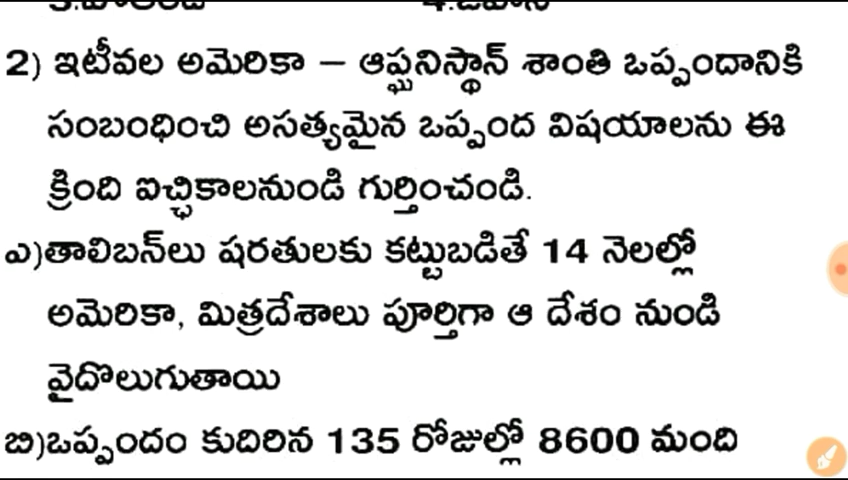 2) ఇటీవల అమెరికా – ఆఫ్ఘనిస్థాన్ శాంతి ఒప్పందానికి
సంబంధించి అసత్యమైన ఒప్పంద విషయాలను ఈ
క్రింది ఐచ్ఛికాలనుండి గుర్తించండి.
ఎ)తాలిబన్‌లు షరతులకు కట్టుబడితే 14 నెలల్లో
అమెరికా, మిత్రదేశాలు పూర్తిగా ఆ దేశం నుండి
వైదొలుగుతాయి
బి)ఒప్పందం కుదిరిన 135 రోజుల్లో 8600 మంది